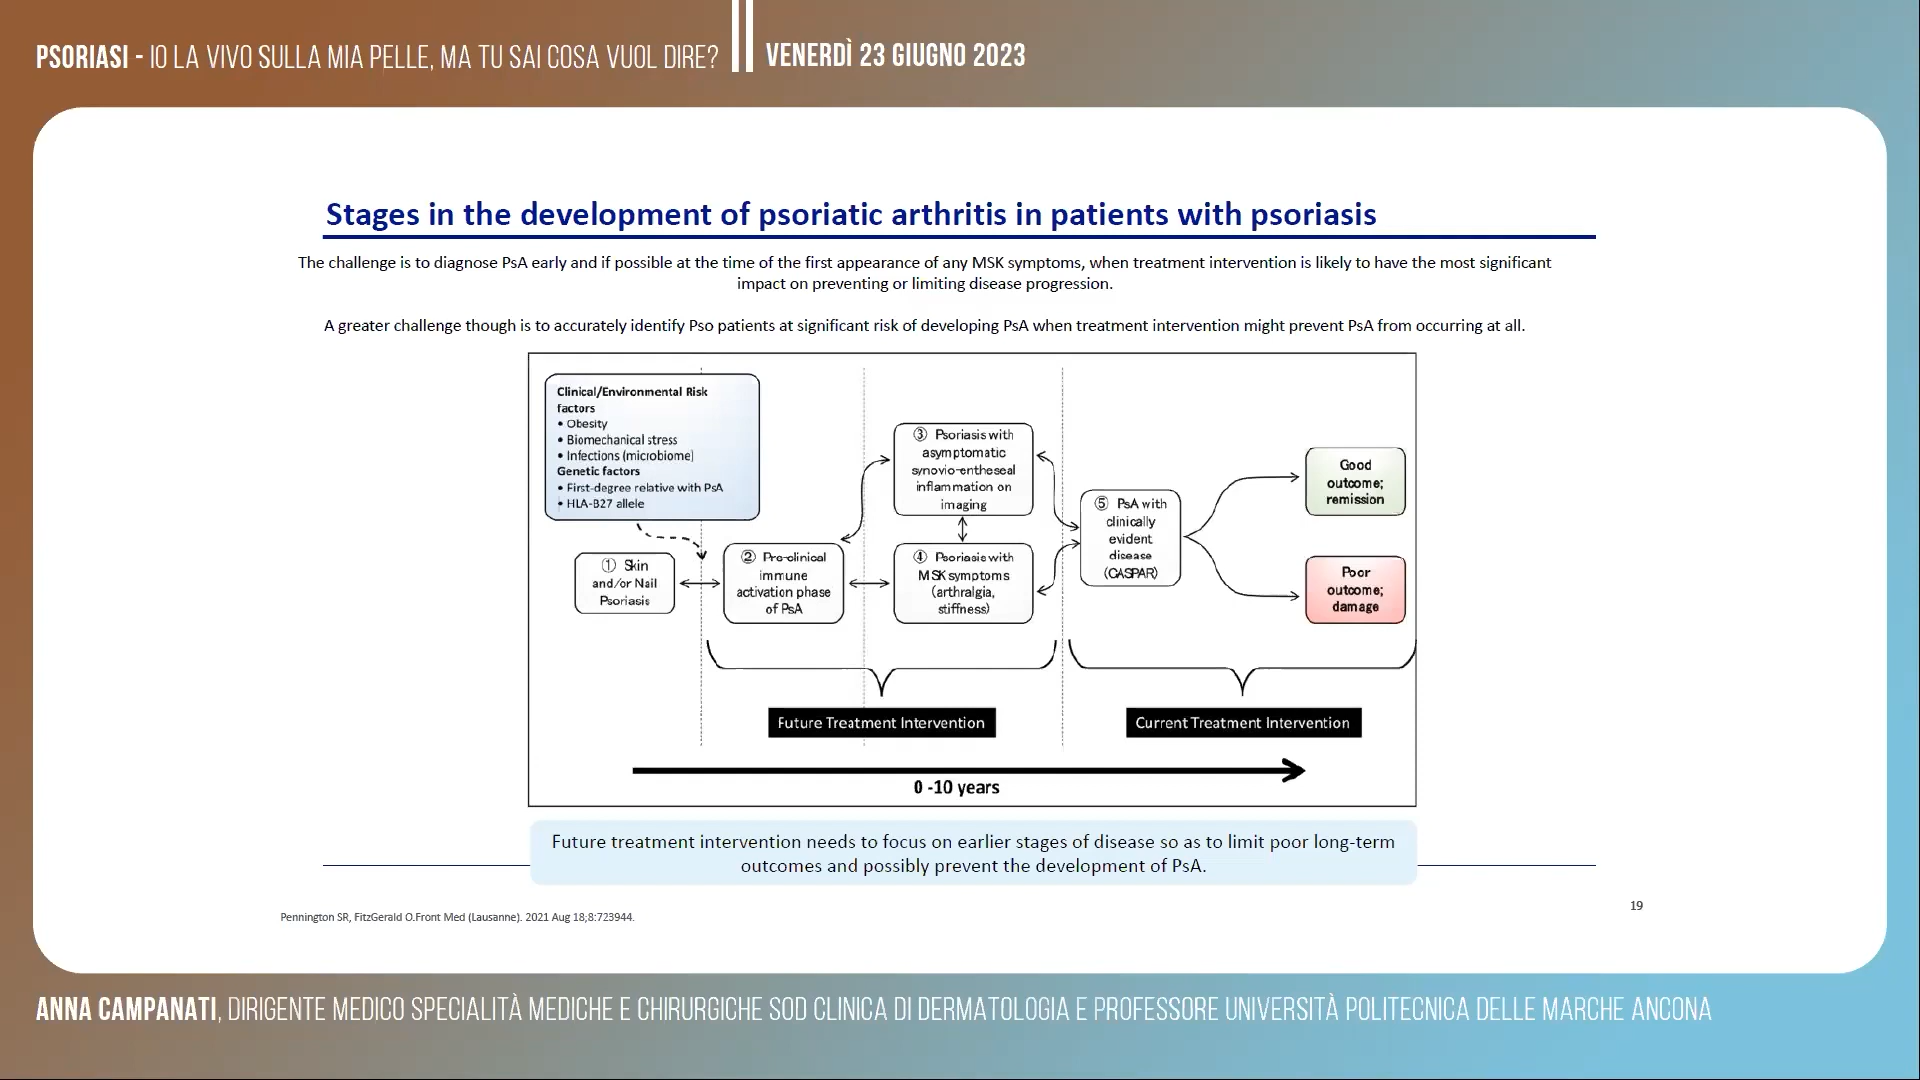 PSORIASI - IO LA VIVO SULLA MIA PELLE, MA TU SAI COSA VUOL DIRE?
VENERDÌ 23 GIUGNO 2023
Stages in the development of psoriatic arthritis in patients with psoriasis
The challenge is to diagnose PsA early and if possible at the time of the first appearance of any MSK symptoms, when treatment intervention is likely to have the most significant
impact on preventing or limiting disease progression.
A greater challenge though is to accurately identify Pso patients at significant risk of developing PsA when treatment intervention might prevent PsA from occurring at all.
Clinical/Environmental Risk
factors
• Obesity
• Biomechanical stress
• Infections (microbiome)
Genetic factors
• First-degree relative with PsA
• HLA-B27 allele
① Skin
and/or Nail
Psoriasis
② Pre-clinical
immune
activation phase
of PsA
③ Psoriasis with
asymptomatic
synovio-entheseal
inflammation on
imaging
④ Psoriasis with
MSK symptoms
(arthralgia,
stiffness)
⑤ PsA with
clinically
evident
disease
(CASPAR)
Good
outcome;
remission
Poor
outcome;
damage
Future Treatment Intervention
Current Treatment Intervention
0 -10 years
Future treatment intervention needs to focus on earlier stages of disease so as to limit poor long-term
outcomes and possibly prevent the development of PsA.
Pennington SR, FitzGerald O.Front Med (Lausanne). 2021 Aug 18;8:723944.
19
ANNA CAMPANATI, DIRIGENTE MEDICO SPECIALITÀ MEDICHE E CHIRURGICHE SOD CLINICA DI DERMATOLOGIA E PROFESSORE UNIVERSITÀ POLITECNICA DELLE MARCHE ANCONA